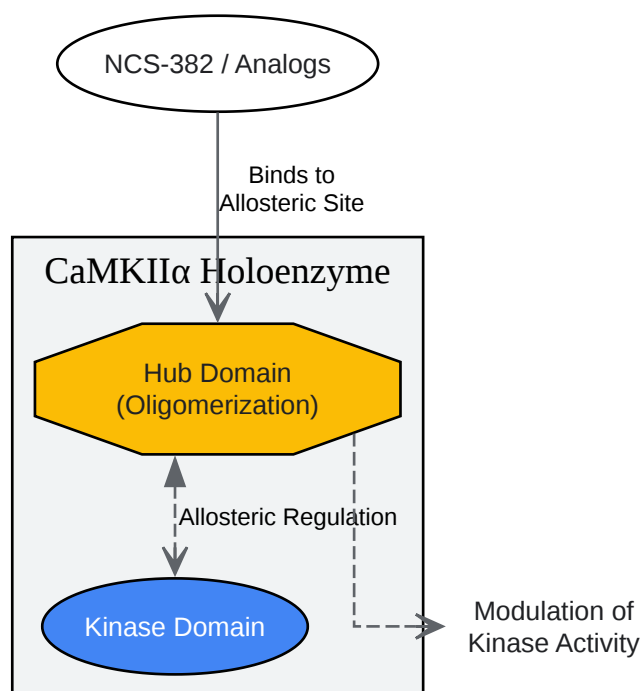 NCS-382 / Analogs
Binds to
Allosteric Site
CaMKIIα Holoenzyme
Hub Domain
(Oligomerization)
Allosteric Regulation
Kinase Domain
Modulation of
Kinase Activity